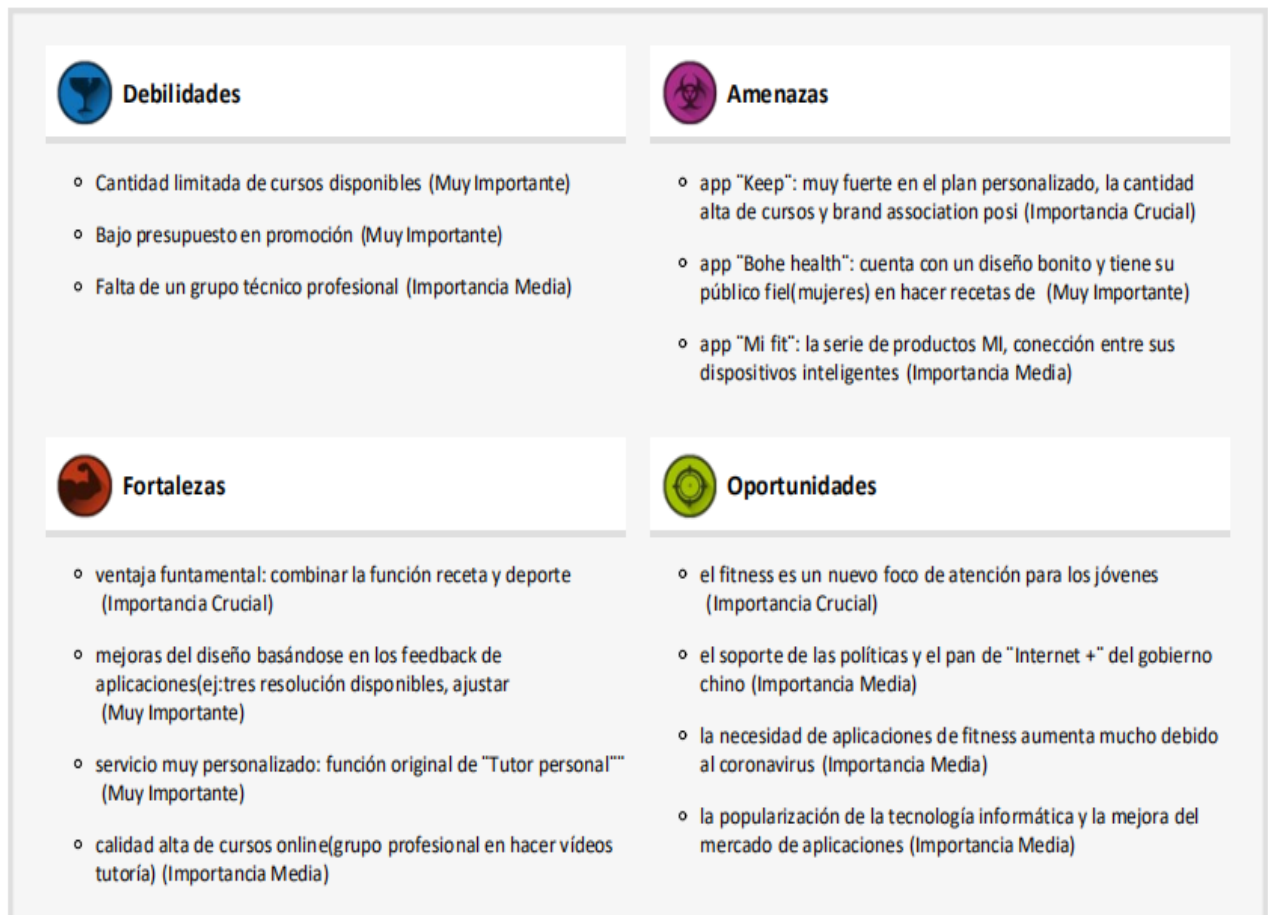 Debilidades
Cantidad limitada de cursos disponibles (Muy Importante)
Bajo presupuesto en promoción (Muy Importante)
Falta de un grupo técnico profesional (Importancia Media)
Amenazas
app ¨Keep¨: muy fuerte en el plan personalizado, la cantidad
alta de cursos y brand association posi (Importancia Crucial)
app ¨Bohe health¨: cuenta con un diseño bonito y tiene su
público fiel(mujeres) en hacer recetas de (Muy Importante)
app ¨Mi fit¨: la serie de productos MI, conección entre sus
dispositivos inteligentes (Importancia Media)
Fortalezas
ventaja funtamental: combinar la función receta y deporte
(Importancia Crucial)
mejoras del diseño basándose en los feedback de
aplicaciones(ej:tres resolución disponibles, ajustar
(Muy Importante)
servicio muy personalizado: función original de ¨Tutor personal¨¨
(Muy Importante)
calidad alta de cursos online(grupo profesional en hacer vídeos
tutoría) (Importancia Media)
Oportunidades
el fitness es un nuevo foco de atención para los jóvenes
(Importancia Crucial)
el soporte de las políticas y el pan de ¨Internet +¨ del gobierno
chino (Importancia Media)
la necesidad de aplicaciones de fitness aumenta mucho debido
al coronavirus (Importancia Media)
la popularización de la tecnología informática y la mejora del
mercado de aplicaciones (Importancia Media)